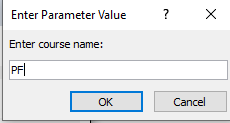 Enter Parameter Value ? ×
Enter course name:
PF
OK Cancel